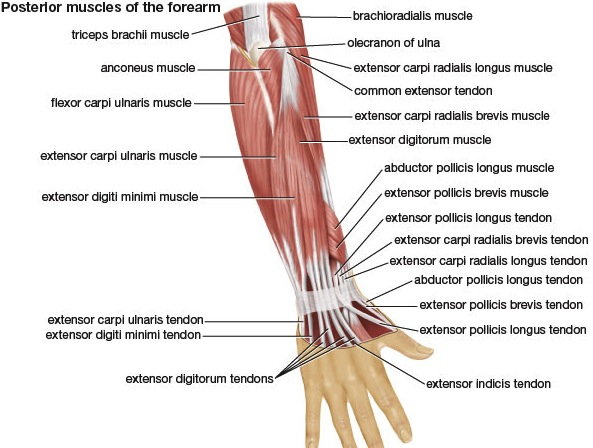 Posterior muscles of the forearm
triceps brachii muscle
anconeus muscle
flexor carpi ulnaris muscle
extensor carpi ulnaris muscle
extensor digiti minimi muscle
extensor carpi ulnaris tendon
extensor digiti minimi tendon
extensor digitorum tendons
brachioradialis muscle
olecranon of ulna
extensor carpi radialis longus muscle
common extensor tendon
extensor carpi radialis brevis muscle
extensor digitorum muscle
abductor pollicis longus muscle
extensor pollicis brevis muscle
extensor pollicis longus tendon
extensor carpi radialis brevis tendon
extensor carpi radialis longus tendon
abductor pollicis longus tendon
extensor pollicis brevis tendon
extensor pollicis longus tendon
extensor indicis tendon